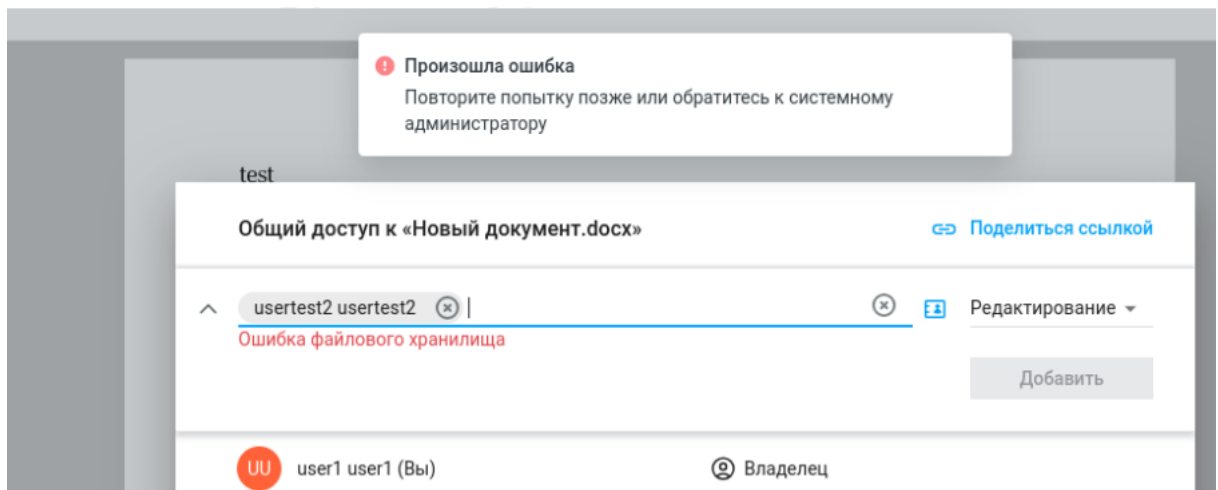 Произошла ошибка
Повторите попытку позже или обратитесь к системному
администратору
test
Общий доступ к «Новый документ.docx»
Поделиться ссылкой
usertest2 usertest2
Редактирование
Ошибка файлового хранилища
Добавить
UU
user1 user1 (Вы)
Владелец